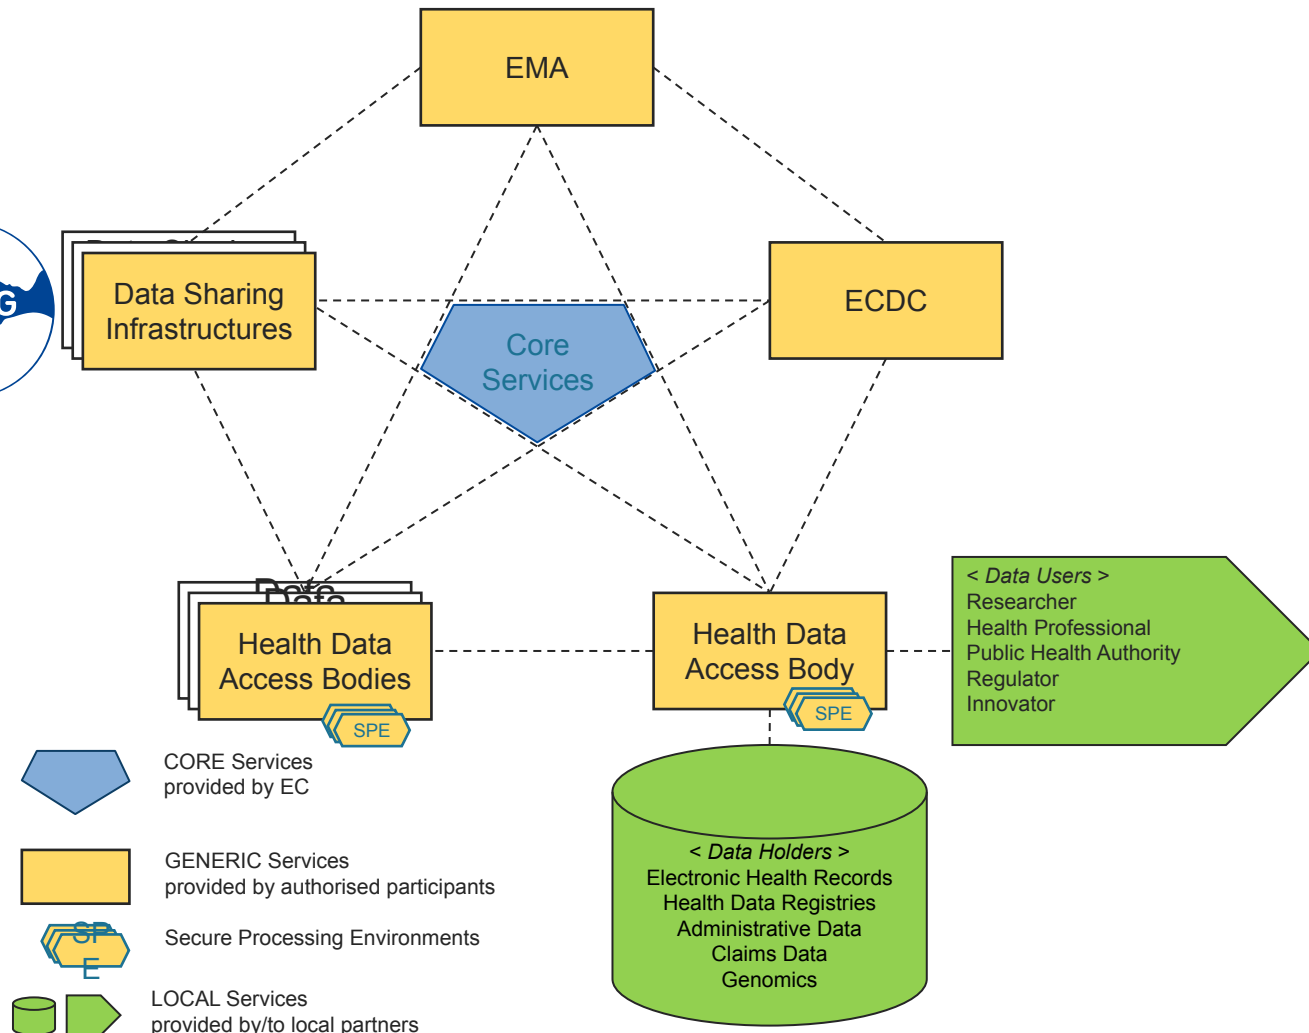 EMA
G
Data Sharing
Infrastructures
ECDC
Core
Services
Data
Data
Health Data
Access Bodies
SPE
Health Data
Access Body
SPE
< Data Users >
Researcher
Health Professional
Public Health Authority
Regulator
Innovator
CORE Services
provided by EC
GENERIC Services
provided by authorised participants
SP
E
Secure Processing Environments
LOCAL Services
provided by/to local partners
< Data Holders >
Electronic Health Records
Health Data Registries
Administrative Data
Claims Data
Genomics